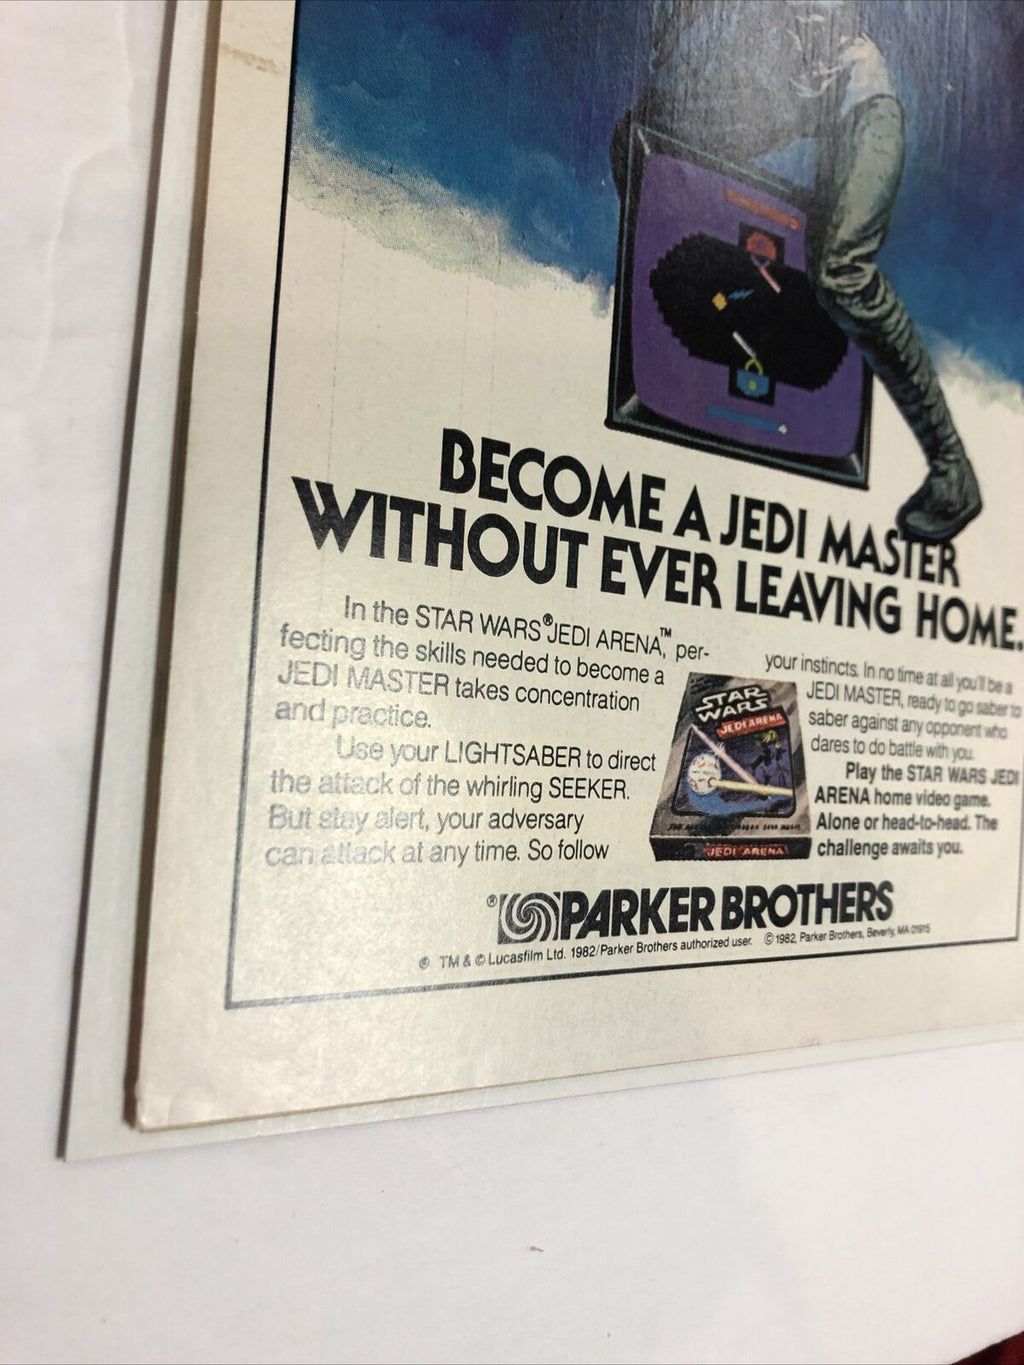 BECOME A JEDI MASTER
WITHOUT EVER LEAVING HOME.
In the STAR WARS® JEDI ARENA,™ per-
fecting the skills needed to become a
JEDI MASTER takes concentration
and practice.
Use your LIGHTSABER to direct
the attack of the whirling SEEKER.
But stay alert, your adversary
can attack at any time. So follow
your instincts. In no time at all you'll be a
JEDI MASTER, ready to go saber to
saber against any opponent who
dares to do battle with you.
Play the STAR WARS JEDI
ARENA home video game.
Alone or head-to-head. The
challenge awaits you.
STAR
WARS
JEDI ARENA
JEDI ARENA
® PARKER BROTHERS
® TM & © Lucasfilm Ltd. 1982/Parker Brothers authorized user. © 1982, Parker Brothers, Beverly, MA 01915